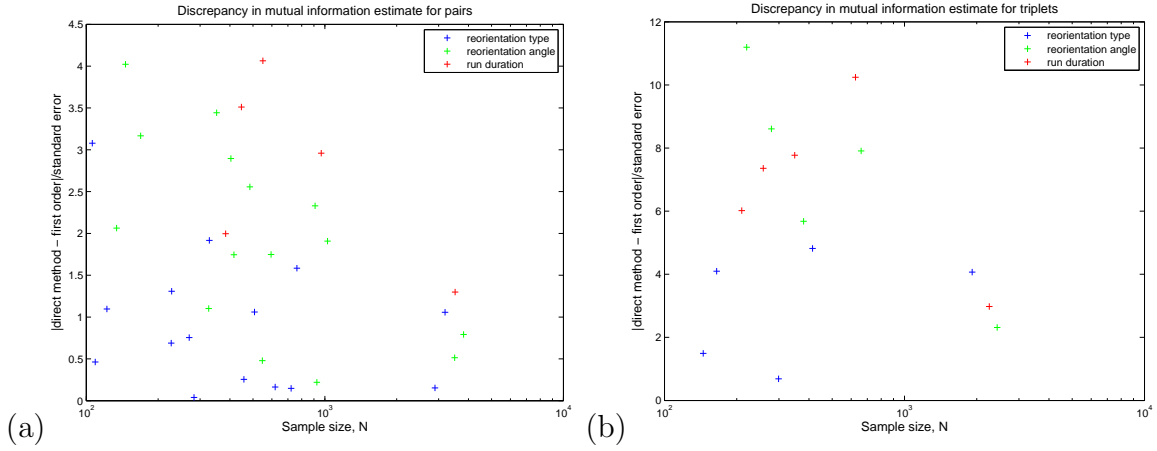 Discrepancy in mutual information estimate for pairs
reorientation type
reorientation angle
run duration
|direct method − first order|/standard error
4.5
4
3.5
3
2.5
2
1.5
1
0.5
0
10^2
10^3
10^4
Sample size, N
(a)
Discrepancy in mutual information estimate for triplets
reorientation type
reorientation angle
run duration
|direct method − first order|/standard error
12
10
8
6
4
2
0
10^2
10^3
10^4
Sample size, N
(b)